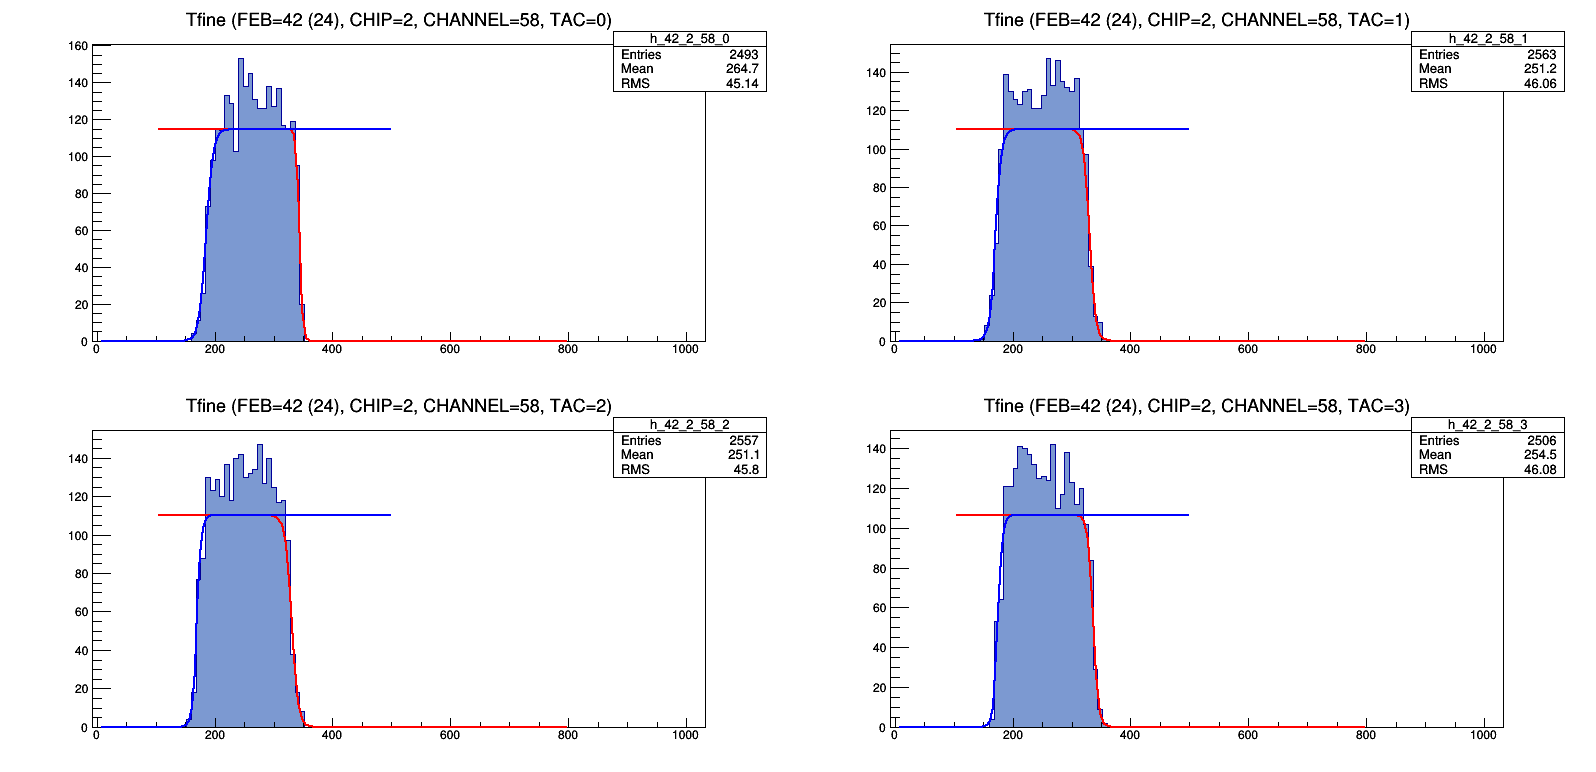 Tfine (FEB=42 (24), CHIP=2, CHANNEL=58, TAC=0)
h_42_2_58_0
Entries 2493
Mean 264.7
RMS 45.14
160
140
120
100
80
60
40
20
0
0 200 400 600 800 1000
Tfine (FEB=42 (24), CHIP=2, CHANNEL=58, TAC=1)
h_42_2_58_1
Entries 2563
Mean 251.2
RMS 46.06
140
120
100
80
60
40
20
0
0 200 400 600 800 1000
Tfine (FEB=42 (24), CHIP=2, CHANNEL=58, TAC=2)
h_42_2_58_2
Entries 2557
Mean 251.1
RMS 45.8
140
120
100
80
60
40
20
0
0 200 400 600 800 1000
Tfine (FEB=42 (24), CHIP=2, CHANNEL=58, TAC=3)
h_42_2_58_3
Entries 2506
Mean 254.5
RMS 46.08
140
120
100
80
60
40
20
0
0 200 400 600 800 1000